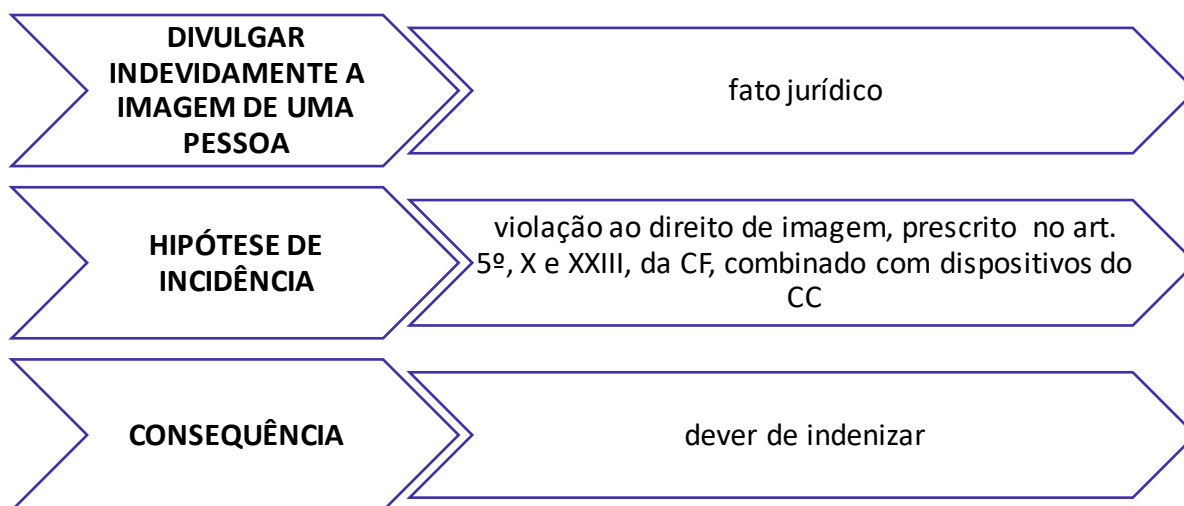 DIVULGAR
INDEVIDAMENTE A
IMAGEM DE UMA
PESSOA
fato jurídico
HIPÓTESE DE
INCIDÊNCIA
violação ao direito de imagem, prescrito no art.
5º, X e XXIII, da CF, combinado com dispositivos do
CC
CONSEQUÊNCIA
dever de indenizar